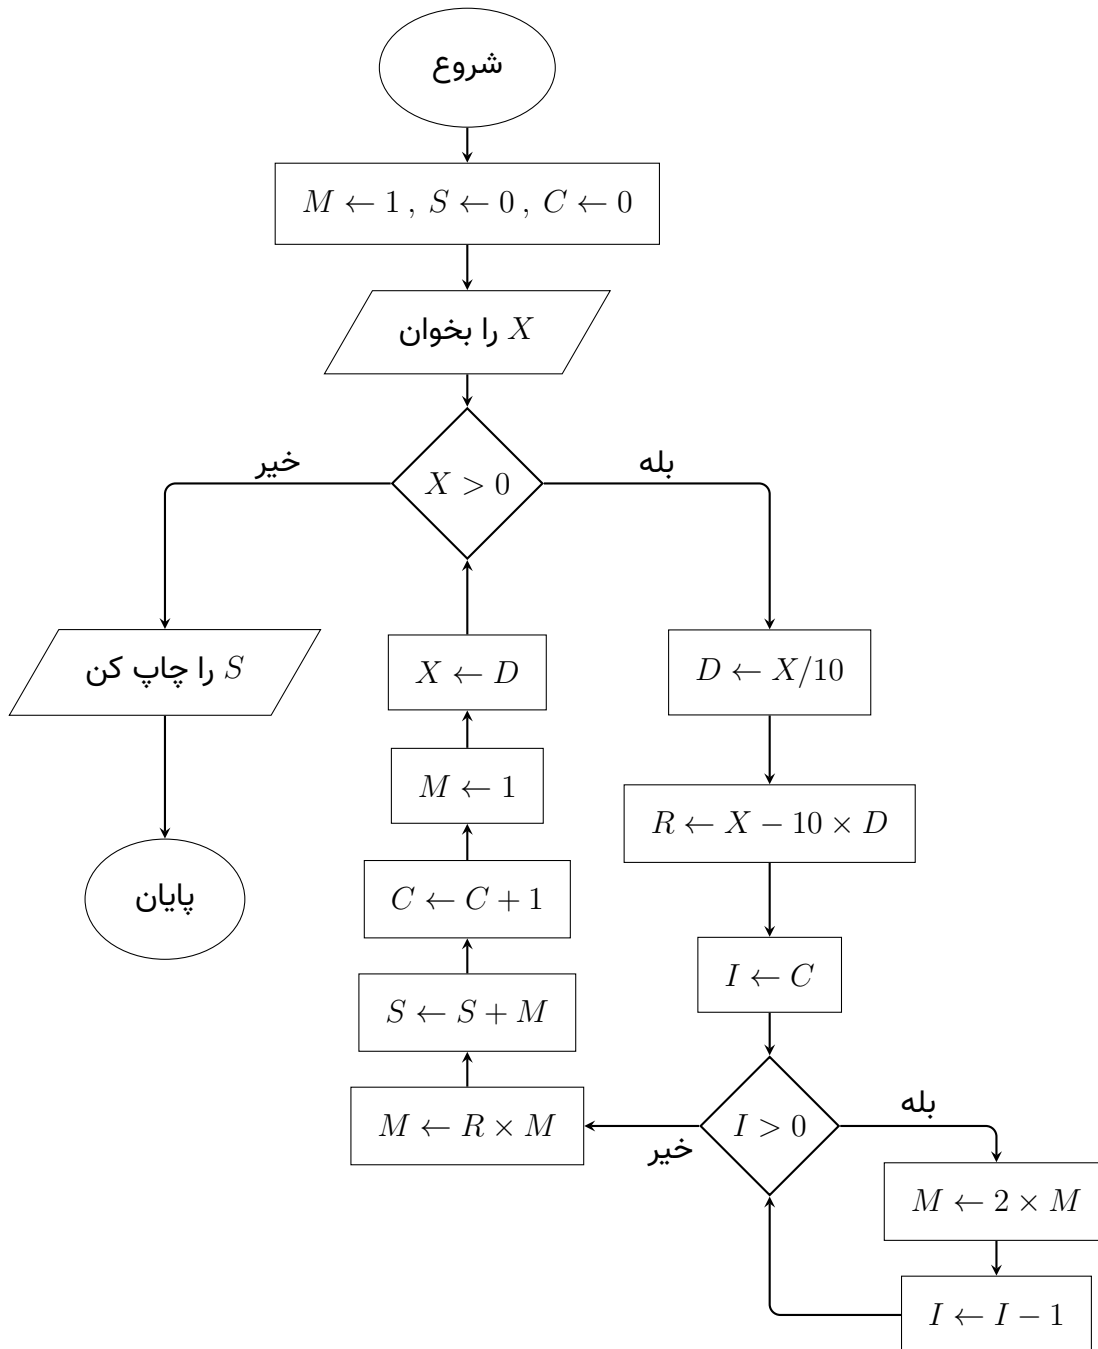 شروع
M ← 1 , S ← 0 , C ← 0
X را بخوان
X > 0
خیر
بله
S را چاپ کن
پایان
X ← D
M ← 1
C ← C + 1
S ← S + M
M ← R × M
D ← X/10
R ← X − 10 × D
I ← C
I > 0
خیر
بله
M ← 2 × M
I ← I − 1